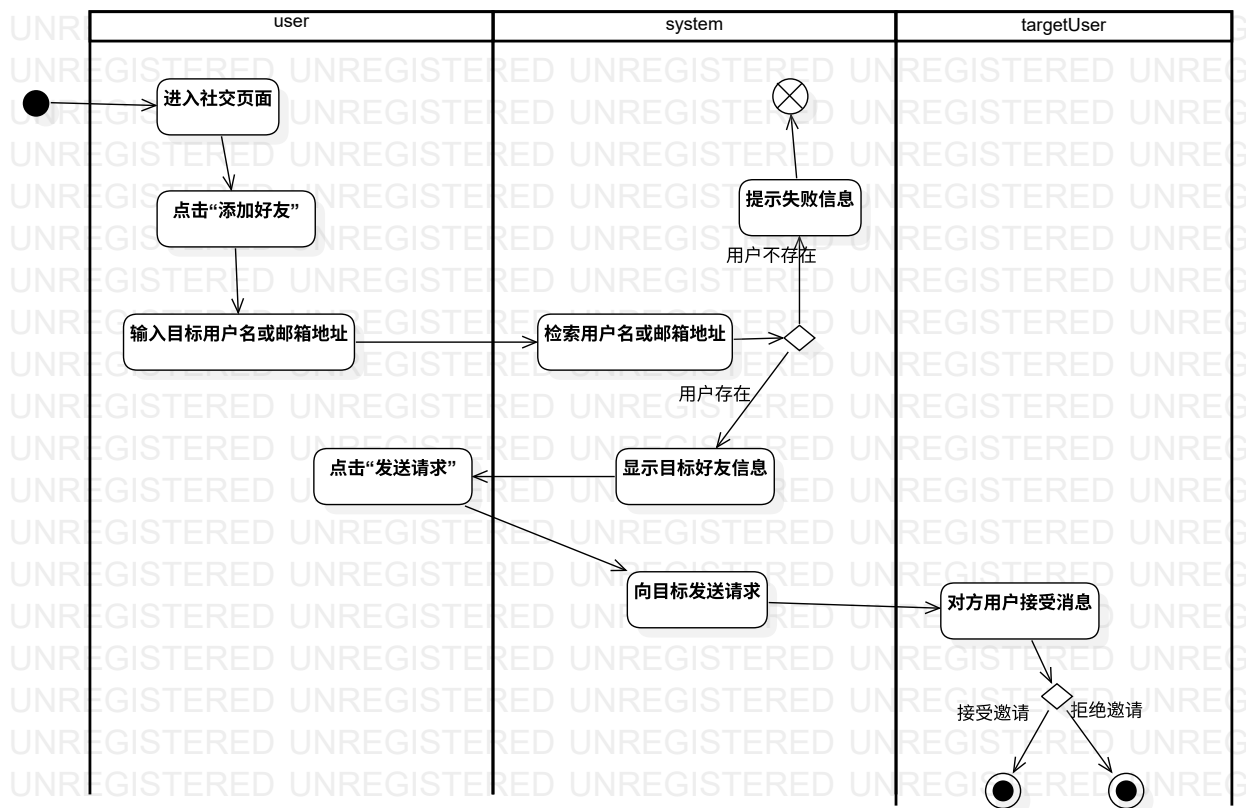 user
system
targetUser
进入社交页面
点击“添加好友”
提示失败信息
用户不存在
输入目标用户名或邮箱地址
检索用户名或邮箱地址
用户存在
点击“发送请求”
显示目标好友信息
向目标发送请求
对方用户接受消息
接受邀请
拒绝邀请
UNREGISTERED